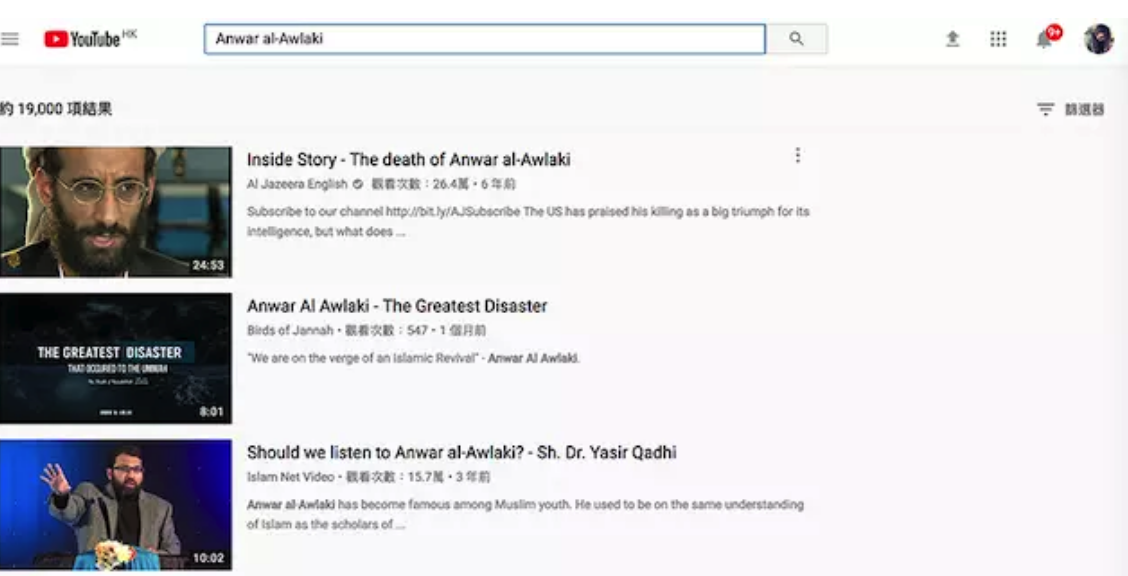 YouTube HK
Anwar al-Awlaki
9+
約 19,000 項結果
篩選器
Inside Story - The death of Anwar al-Awlaki
Al Jazeera English 觀看次數：26.4萬 • 6 年前
Subscribe to our channel http://bit.ly/AJSubscribe The US has praised his killing as a big triumph for its
intelligence, but what does ...
24:53
Anwar Al Awlaki - The Greatest Disaster
Birds of Jannah • 觀看次數：547 • 1 個月前
"We are on the verge of an Islamic Revival" - Anwar Al Awlaki.
THE GREATEST DISASTER
THAT OCCURED TO THE UMMAH
8:01
Should we listen to Anwar al-Awlaki? - Sh. Dr. Yasir Qadhi
Islam Net Video • 觀看次數：15.7萬 • 3 年前
Anwar al-Awlaki has become famous among Muslim youth. He used to be on the same understanding
of Islam as the scholars of ...
10:02